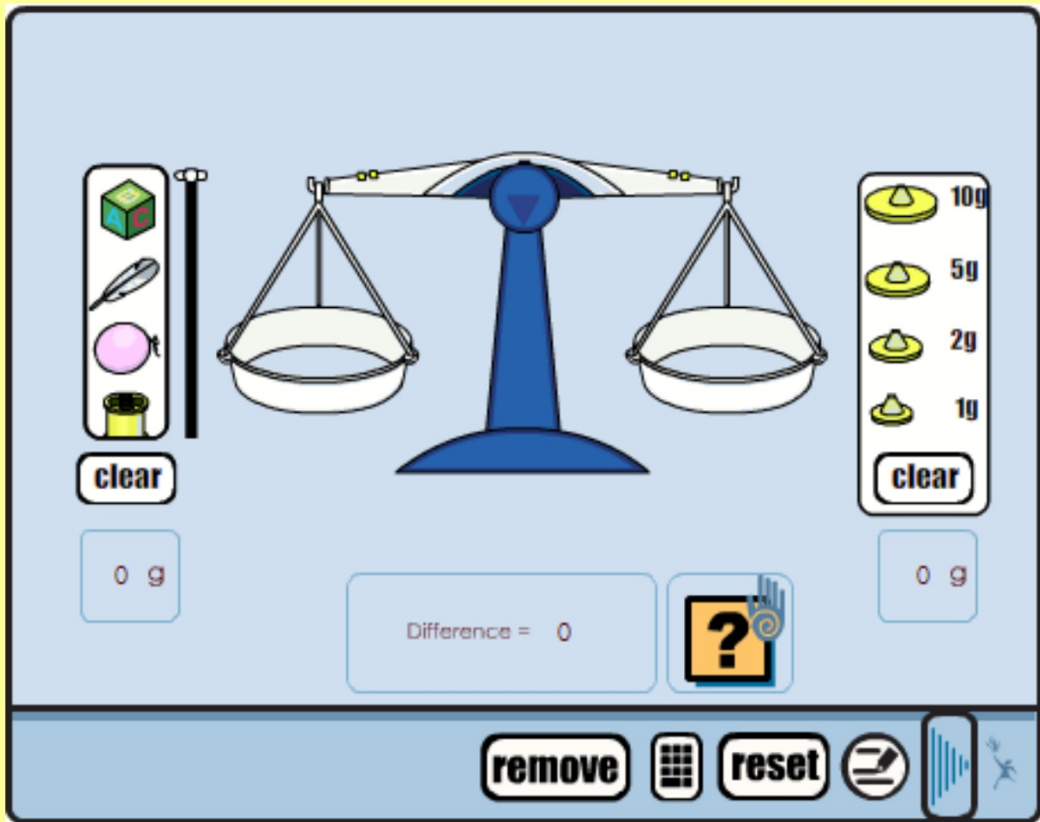 A C
10g
5g
2g
1g
clear
clear
0 g
0 g
Difference = 0
?
remove
reset